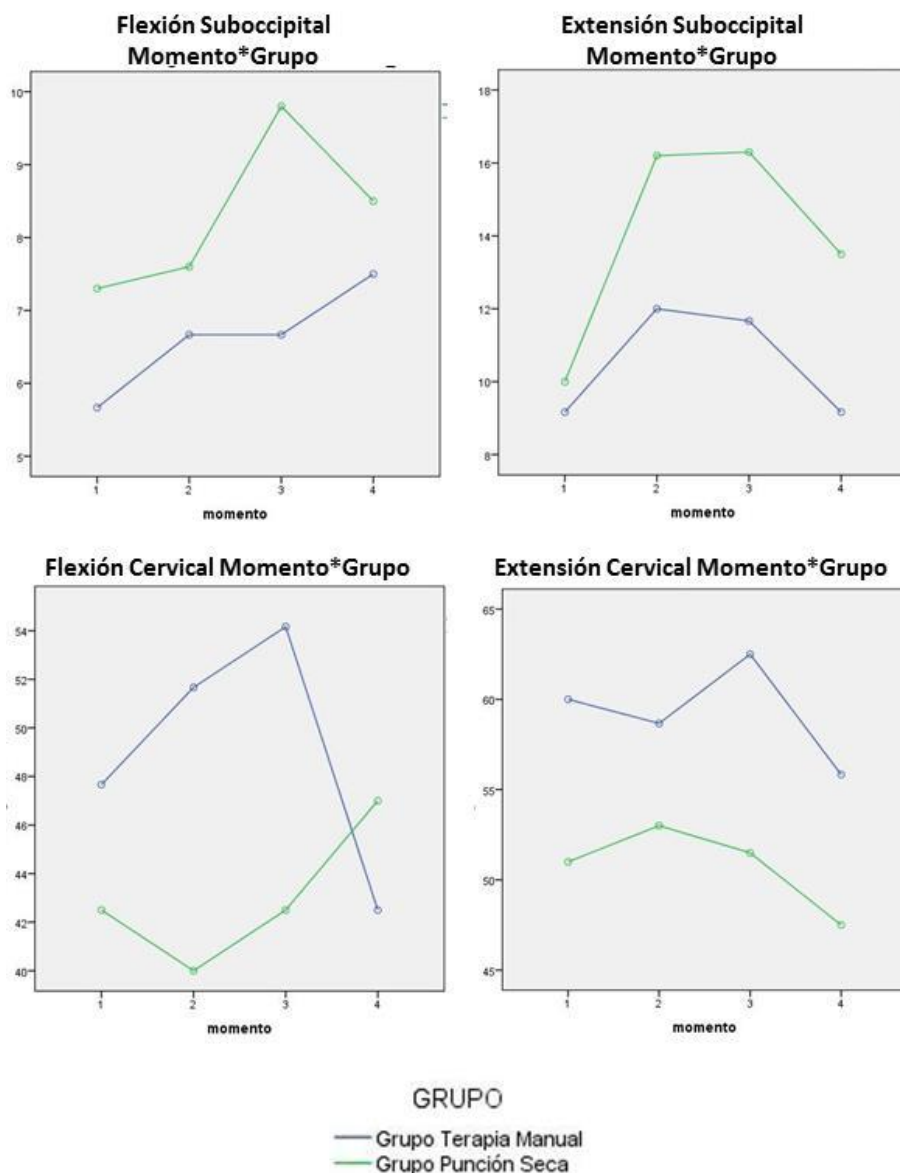 Flexión Suboccipital
Momento*Grupo
10
9
8
7
6
5
1 2 3 4
momento
Extensión Suboccipital
Momento*Grupo
18
16
14
12
10
8
1 2 3 4
momento
Flexión Cervical Momento*Grupo
54
52
50
48
46
44
42
40
1 2 3 4
momento
Extensión Cervical Momento*Grupo
65
60
55
50
45
1 2 3 4
momento
GRUPO
Grupo Terapia Manual
Grupo Punción Seca